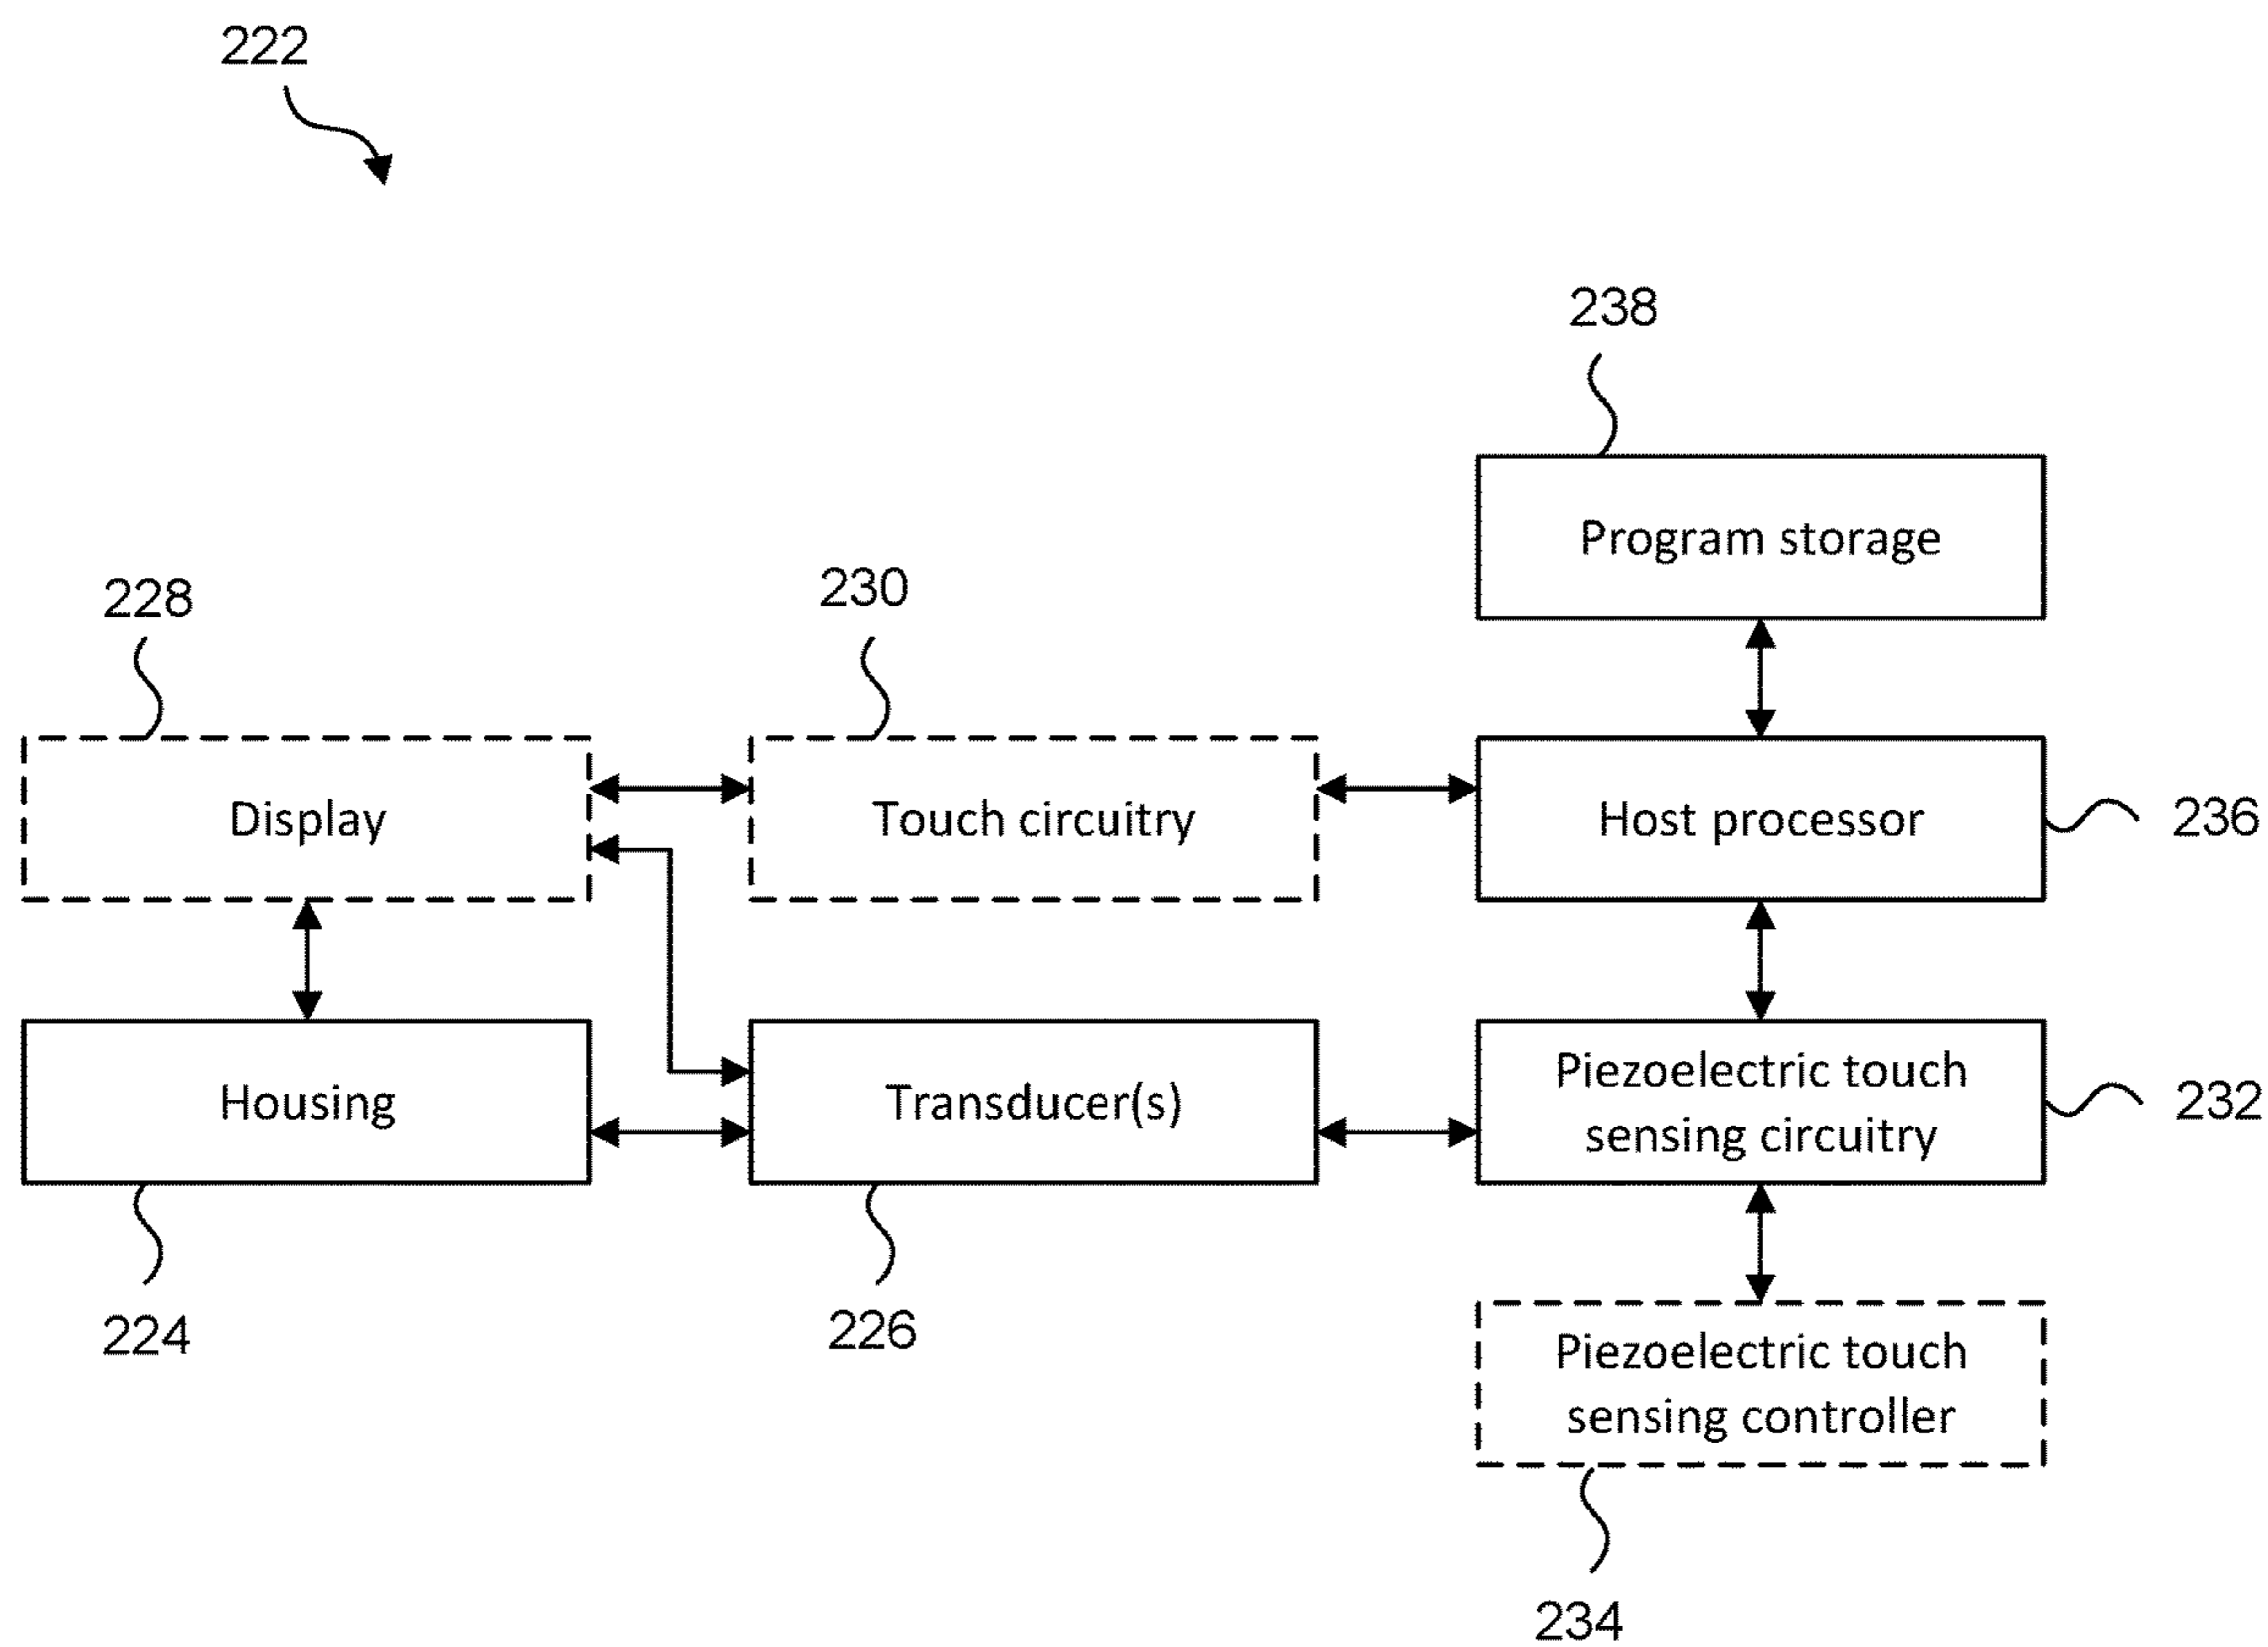 222
238
Program storage
228
230
Display
Touch circuitry
Host processor
236
Housing
Transducer(s)
Piezoelectric touch
sensing circuitry
232
224
226
Piezoelectric touch
sensing controller
234